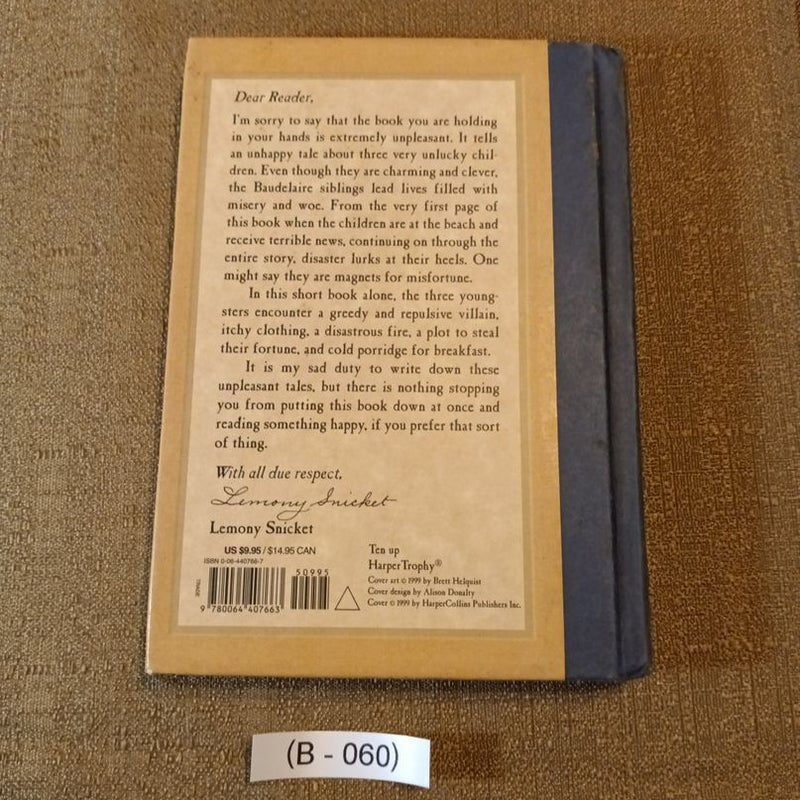 Dear Reader,
I'm sorry to say that the book you are holding
in your hands is extremely unpleasant. It tells
an unhappy tale about three very unlucky chil-
dren. Even though they are charming and clever,
the Baudelaire siblings lead lives filled with
misery and woe. From the very first page of
this book when the children are at the beach and
receive terrible news, continuing on through the
entire story, disaster lurks at their heels. One
might say they are magnets for misfortune.
In this short book alone, the three young-
sters encounter a greedy and repulsive villain,
itchy clothing, a disastrous fire, a plot to steal
their fortune, and cold porridge for breakfast.
It is my sad duty to write down these
unpleasant tales, but there is nothing stopping
you from putting this book down at once and
reading something happy, if you prefer that sort
of thing.
With all due respect,
Lemony Snicket
Lemony Snicket
US $9.95 / $14.95 CAN
ISBN 0-06-440766-7
50995
TRADE
9 780064 407663
Ten up
HarperTrophy®
Cover art © 1999 by Brett Helquist
Cover design by Alison Donalty
Cover © 1999 by HarperCollins Publishers Inc.
(B - 060)